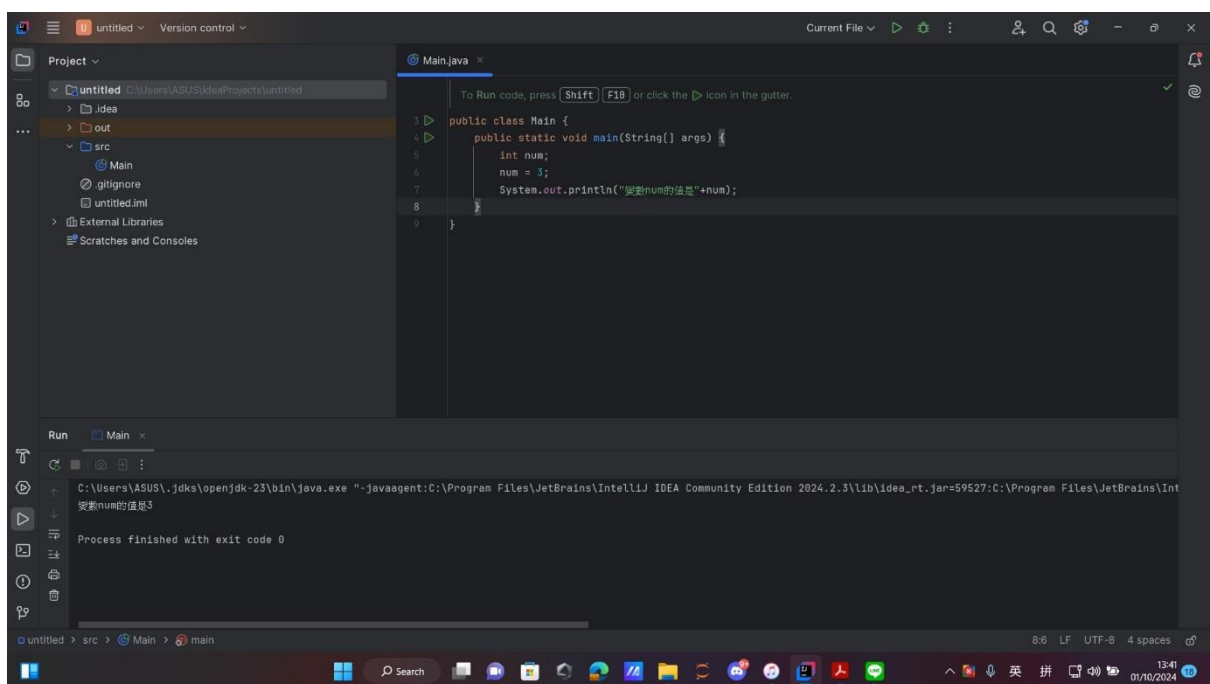 untitled
Version control
Current File
Project
Main.java
untitled C:\Users\ASUS\IdeaProjects\untitled
.idea
out
src
Main
.gitignore
untitled.iml
External Libraries
Scratches and Consoles
To Run code, press Shift F10 or click the icon in the gutter.
3 public class Main {
4 public static void main(String[] args) {
5 int num;
6 num = 3;
7 System.out.println("變數num的值是"+num);
8 }
9 }
Run Main
C:\Users\ASUS\.jdks\openjdk-23\bin\java.exe "-javaagent:C:\Program Files\JetBrains\IntelliJ IDEA Community Edition 2024.2.3\lib\idea_rt.jar=59527:C:\Program Files\JetBrains\Int
變數num的值是3
Process finished with exit code 0
untitled > src > Main > main
8:6 LF UTF-8 4 spaces
Search
英 拼
13:41
01/10/2024
18